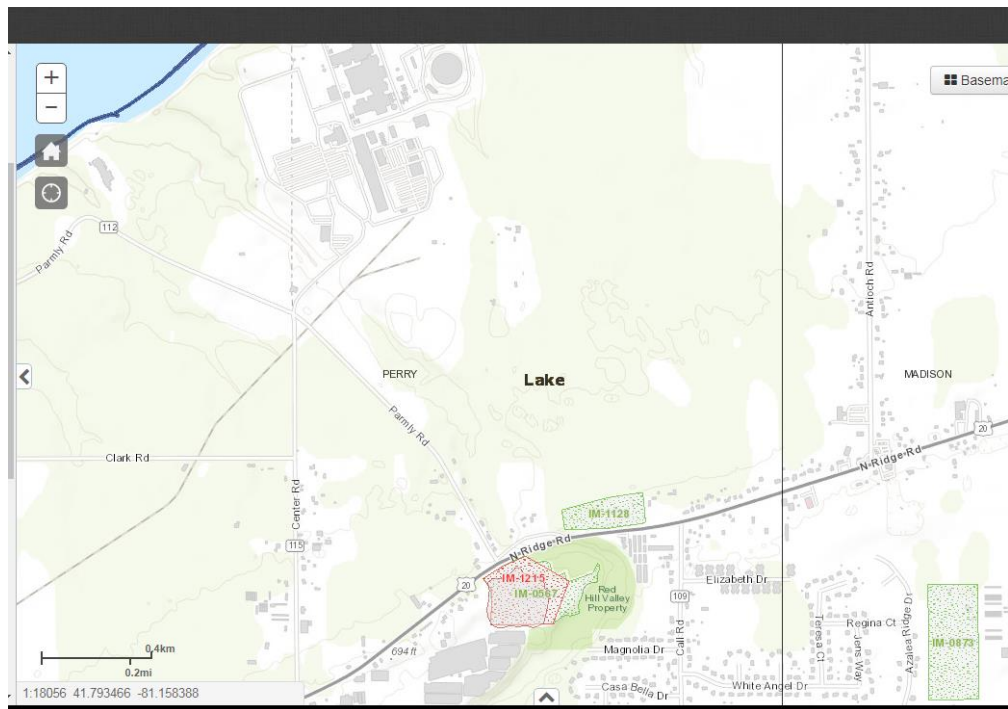 +
Basema
−
112
Parmly Rd
Antioch Rd
PERRY
Lake
MADISON
Parmly Rd
20
Clark Rd
N Ridge Rd
Center Rd
IM-1128
115
N Ridge Rd
IM-1215
20
IM-0567
Red
Hill Valley
Property
109
Elizabeth Dr
Regina Ct
Teresa Ct
Jens Way
Azalea Ridge Dr
IM-0873
Call Rd
0.4km
694 ft
Magnolia Dr
0.2mi
Casa Bella Dr
White Angel Dr
1:18056 41.793466 -81.158388